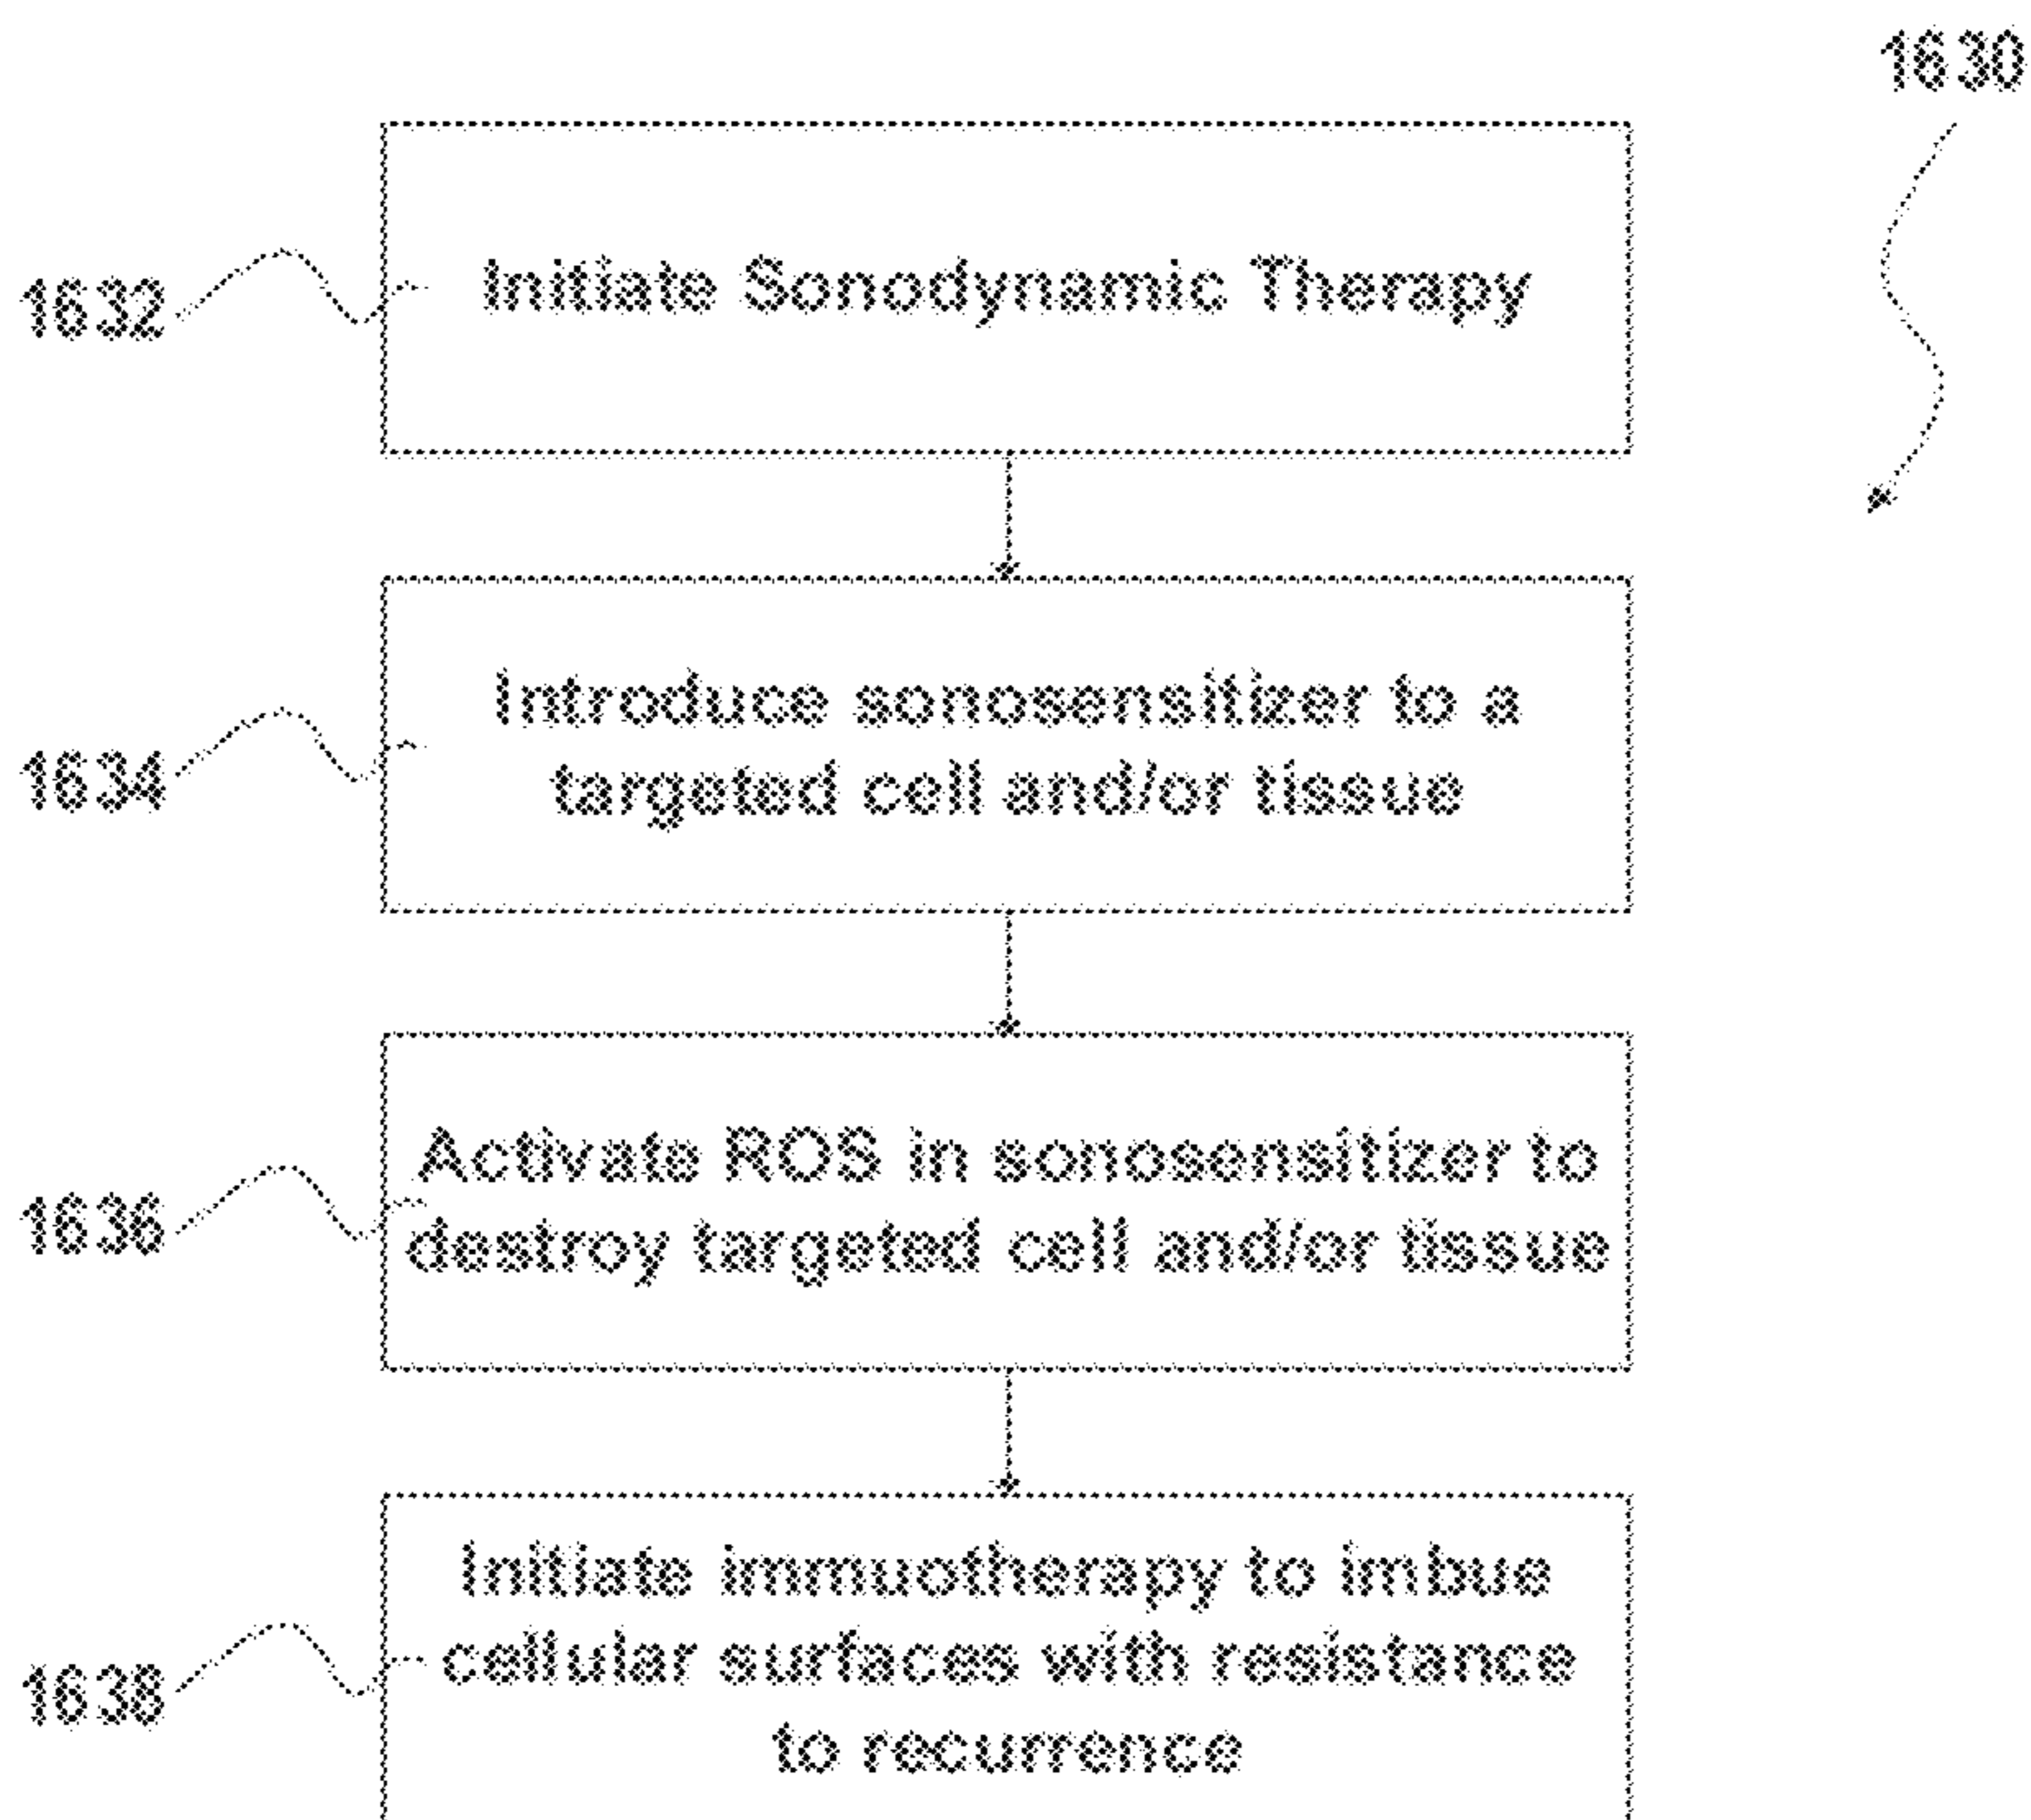 1630
1632
Initiate Sonodynamic Therapy
1634
Introduce sonosensitizer to a
targeted cell and/or tissue
1636
Activate ROS in sonosensitizer to
destroy targeted cell and/or tissue
1638
Initiate immuotherapy to imbue
cellular surfaces with resistance
to recurrence